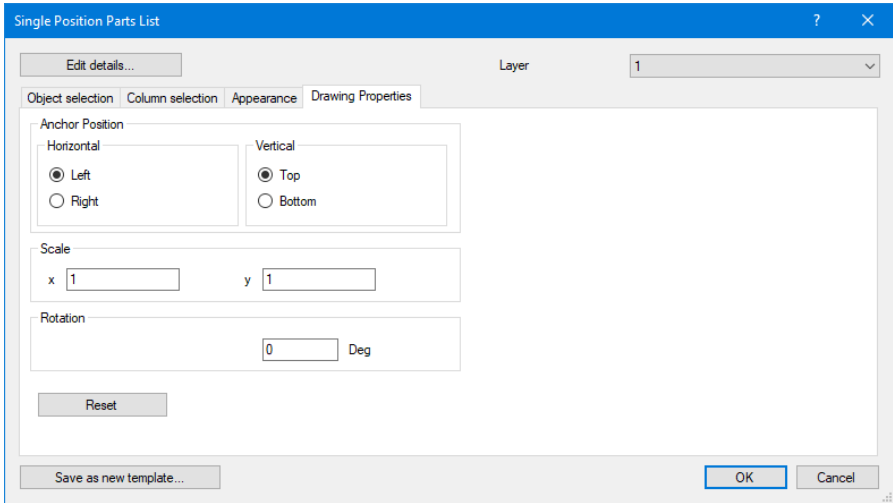 Single Position Parts List ?
Edit details... Layer 1
Object selection Column selection Appearance Drawing Properties
Anchor Position
Horizontal Vertical
Left Top
Right Bottom
Scale
x 1 y 1
Rotation
0 Deg
Reset
Save as new template... OK Cancel